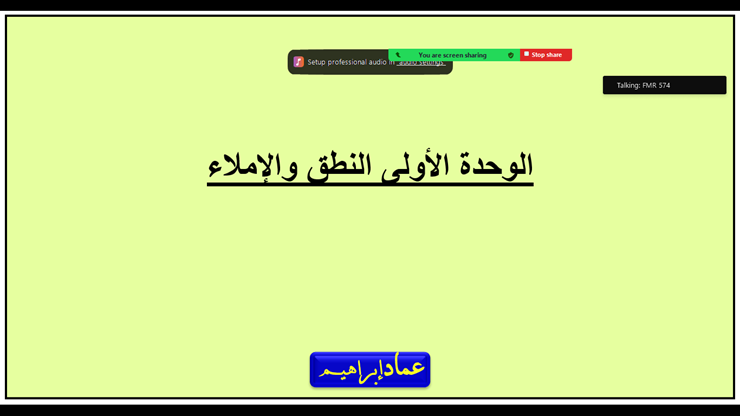 You are screen sharing
Stop share
Setup professional audio in audio settings.
Talking: FMR 574
الوحدة الأولى النطق والإملاء
عماد إبراهيم